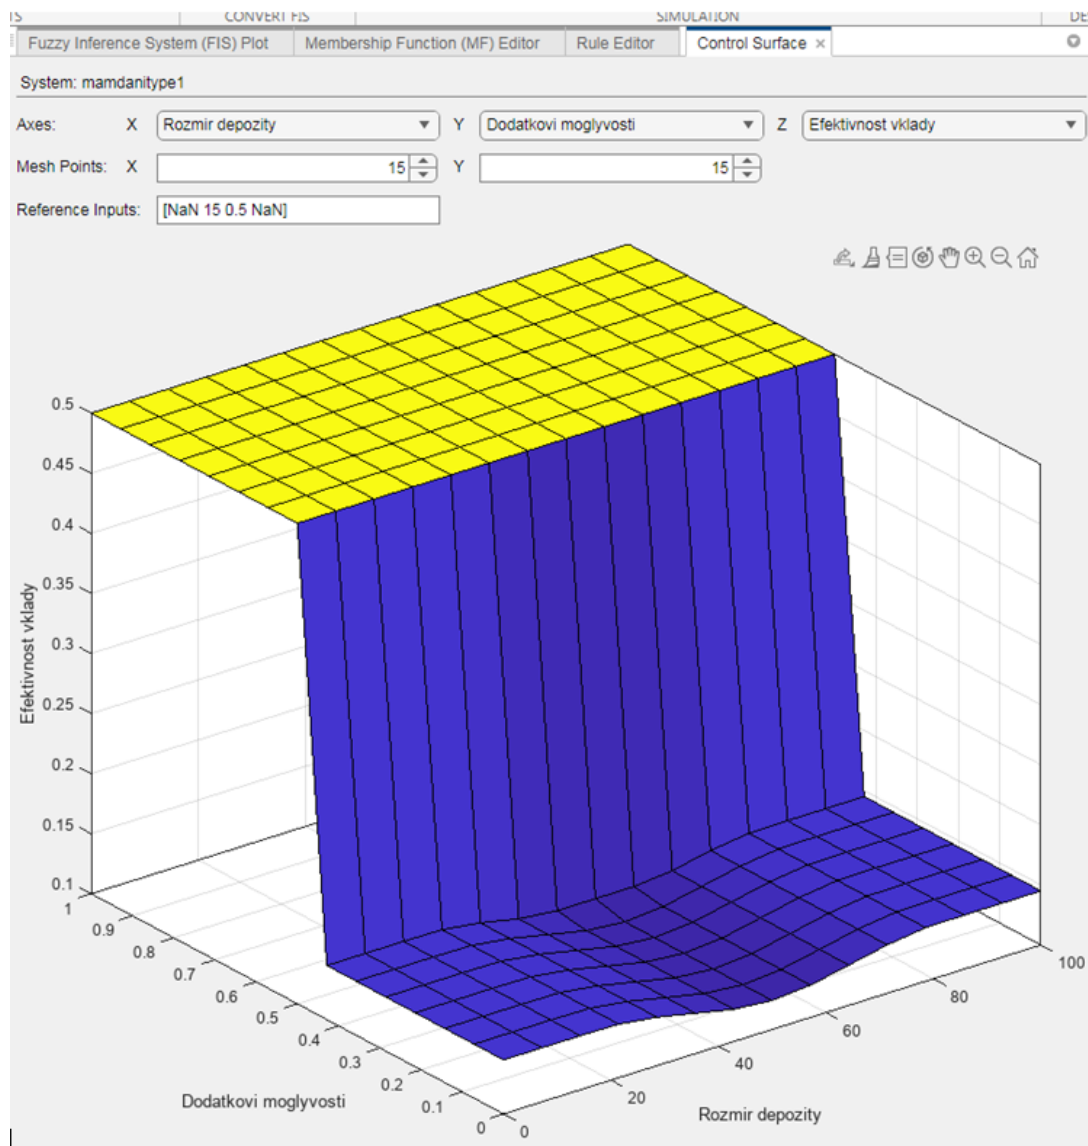 TS CONVERT FIS SIMULATION DE
Fuzzy Inference System (FIS) Plot Membership Function (MF) Editor Rule Editor Control Surface ×
System: mamdanitype1
Axes: X Rozmir depozity Y Dodatkovi moglyvosti Z Efektivnost vklady
Mesh Points: X 15 Y 15
Reference Inputs: [NaN 15 0.5 NaN]
0.5
0.45
0.4
0.35
0.3
0.25
0.2
0.15
0.1
Efektivnost vklady
1
0.9
0.8
0.7
0.6
0.5
0.4
0.3
0.2
0.1
0
Dodatkovi moglyvosti
0
20
40
60
80
100
Rozmir depozity